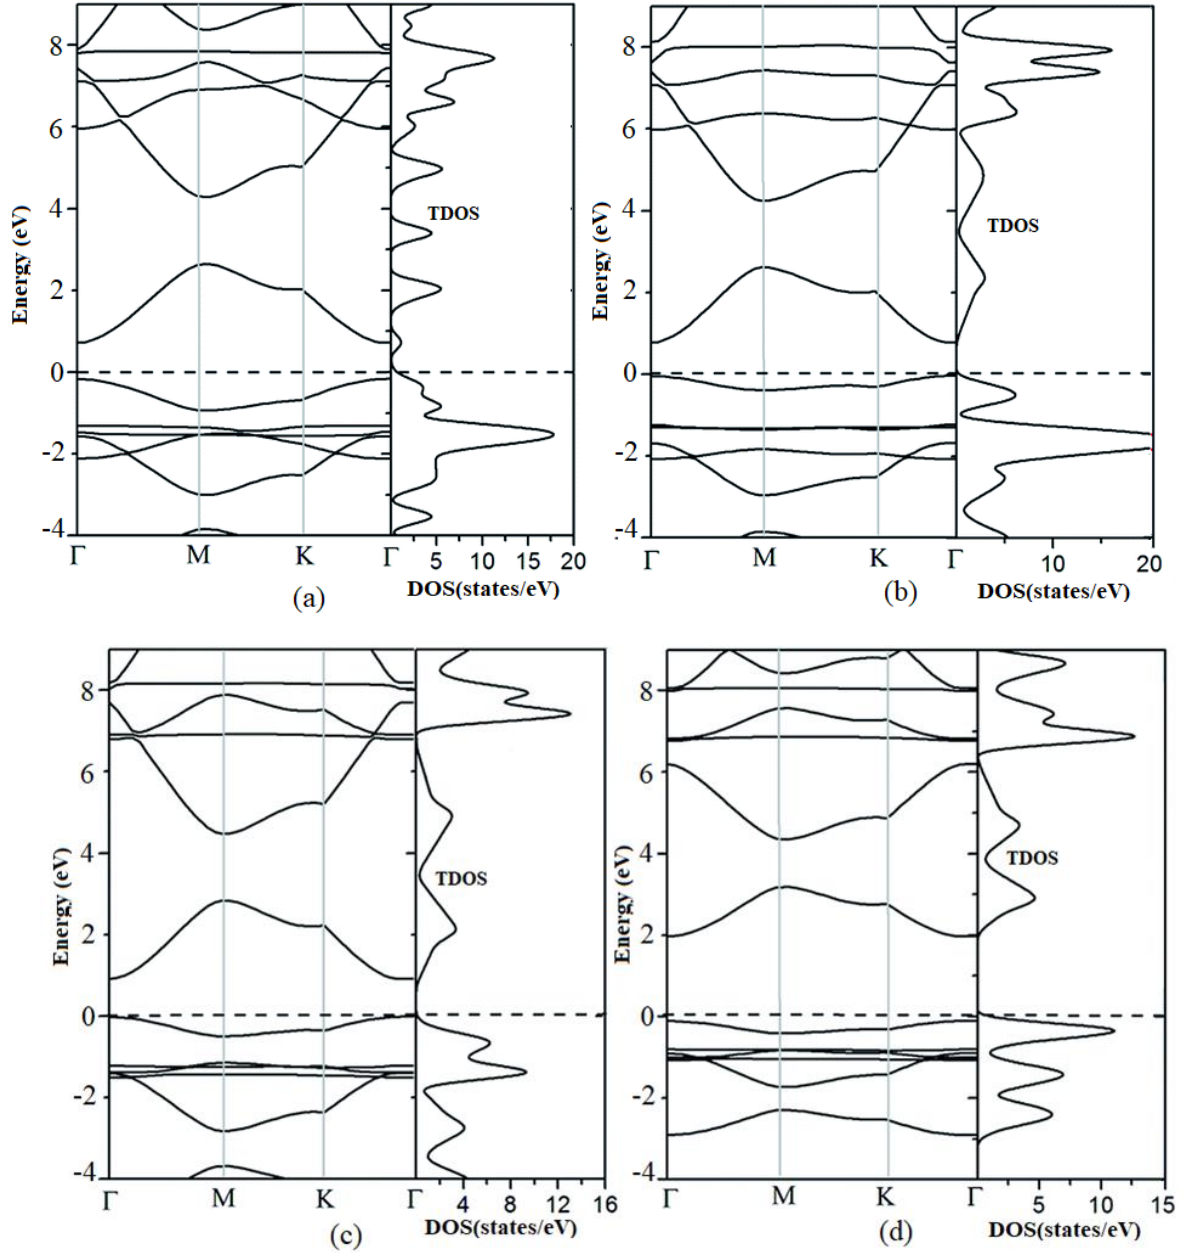 8
6
4
2
0
-2
-4
Energy (eV)
TDOS
Γ M K Γ 5 10 15 20
DOS(states/eV)
(a)
8
6
4
2
0
-2
-4
Energy (eV)
TDOS
Γ M K Γ 10 20
DOS(states/eV)
(b)
8
6
4
2
0
-2
-4
Energy (eV)
TDOS
Γ M K Γ 4 8 12 16
DOS(states/eV)
(c)
8
6
4
2
0
-2
-4
Energy (eV)
TDOS
Γ M K Γ 5 10 15
DOS(states/eV)
(d)